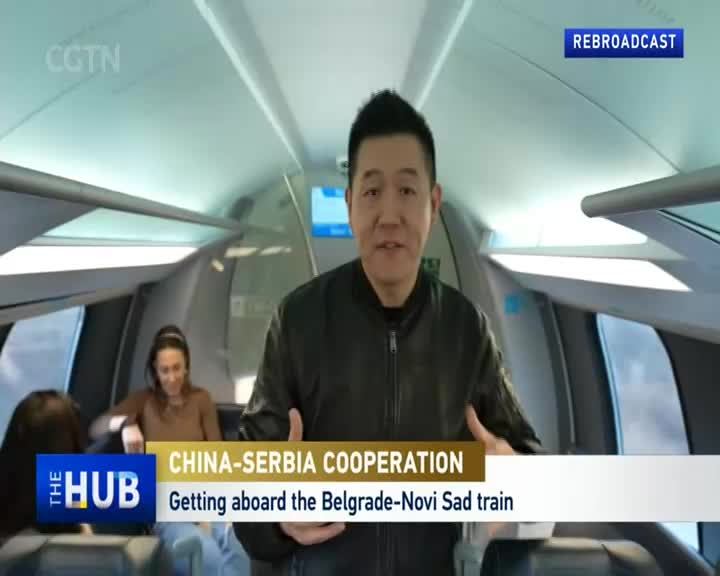 CGTN
REBROADCAST
CHINA-SERBIA COOPERATION
THE HUB
Getting aboard the Belgrade-Novi Sad train